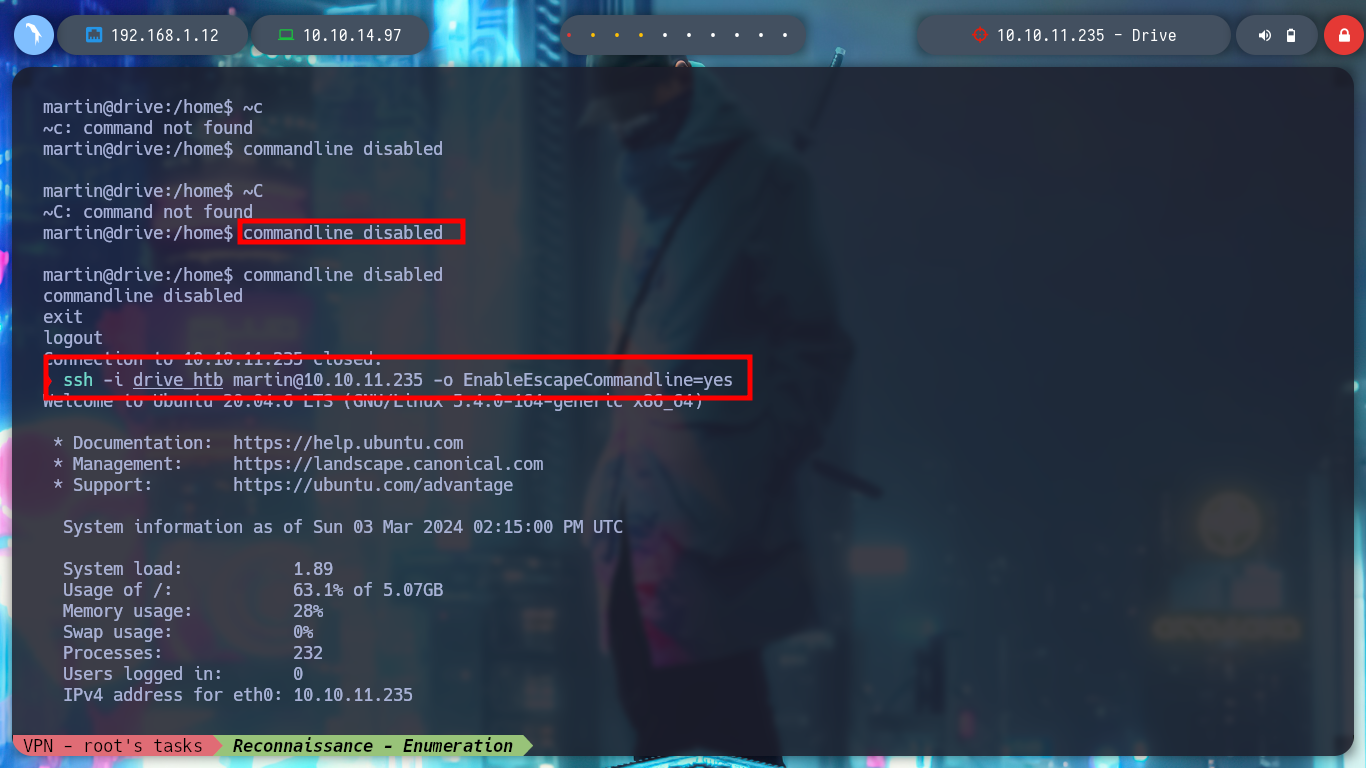 192.168.1.12
10.10.14.97
10.10.11.235 - Drive
martin@drive:/home$ ~c
~c: command not found
martin@drive:/home$ commandline disabled
martin@drive:/home$ ~C
~C: command not found
martin@drive:/home$ commandline disabled
martin@drive:/home$ commandline disabled
commandline disabled
exit
logout
Connection to 10.10.11.235 closed.
ssh -i drive_htb martin@10.10.11.235 -o EnableEscapeCommandline=yes
Welcome to Ubuntu 20.04.6 LTS (GNU/Linux 5.4.0-164-generic x86_64)
* Documentation:  https://help.ubuntu.com
* Management:     https://landscape.canonical.com
* Support:        https://ubuntu.com/advantage
System information as of Sun 03 Mar 2024 02:15:00 PM UTC
System load:            1.89
Usage of /:             63.1% of 5.07GB
Memory usage:           28%
Swap usage:             0%
Processes:              232
Users logged in:        0
IPv4 address for eth0: 10.10.11.235
VPN - root's tasks  Reconnaissance - Enumeration